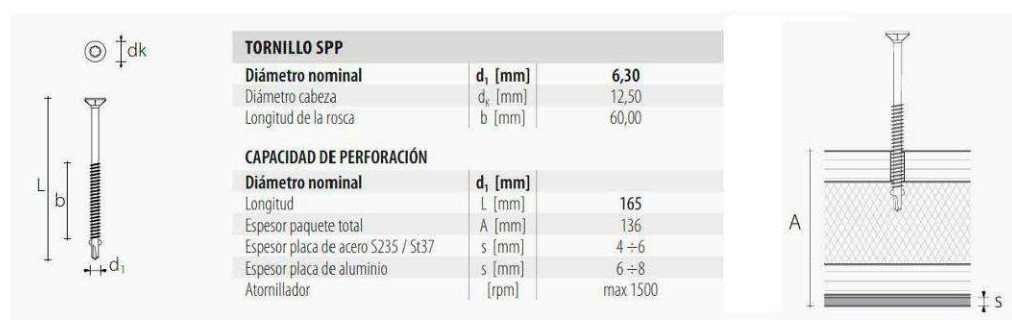 dk
L
b
d₁
TORNILLO SPP
Diámetro nominal d₁ [mm] 6,30
Diámetro cabeza dₖ [mm] 12,50
Longitud de la rosca b [mm] 60,00
CAPACIDAD DE PERFORACIÓN
Diámetro nominal d₁ [mm]
Longitud L [mm] 165
Espesor paquete total A [mm] 136
Espesor placa de acero S235 / St37 s [mm] 4 ÷6
Espesor placa de aluminio s [mm] 6 ÷8
Atornillador [rpm] max 1500
A
s